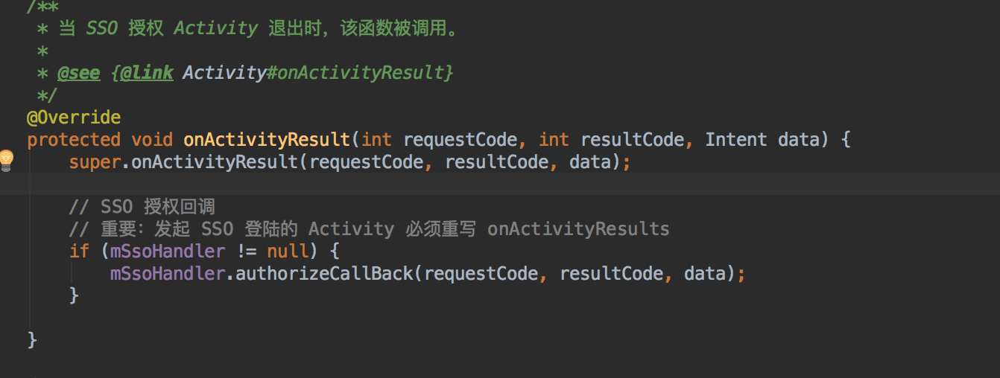 /**
 * 当 SSO 授权 Activity 退出时，该函数被调用。
 *
 * @see {@link Activity#onActivityResult}
 */
@Override
protected void onActivityResult(int requestCode, int resultCode, Intent data) {
    super.onActivityResult(requestCode, resultCode, data);
    // SSO 授权回调
    // 重要：发起 SSO 登陆的 Activity 必须重写 onActivityResults
    if (mSsoHandler != null) {
        mSsoHandler.authorizeCallBack(requestCode, resultCode, data);
    }
}